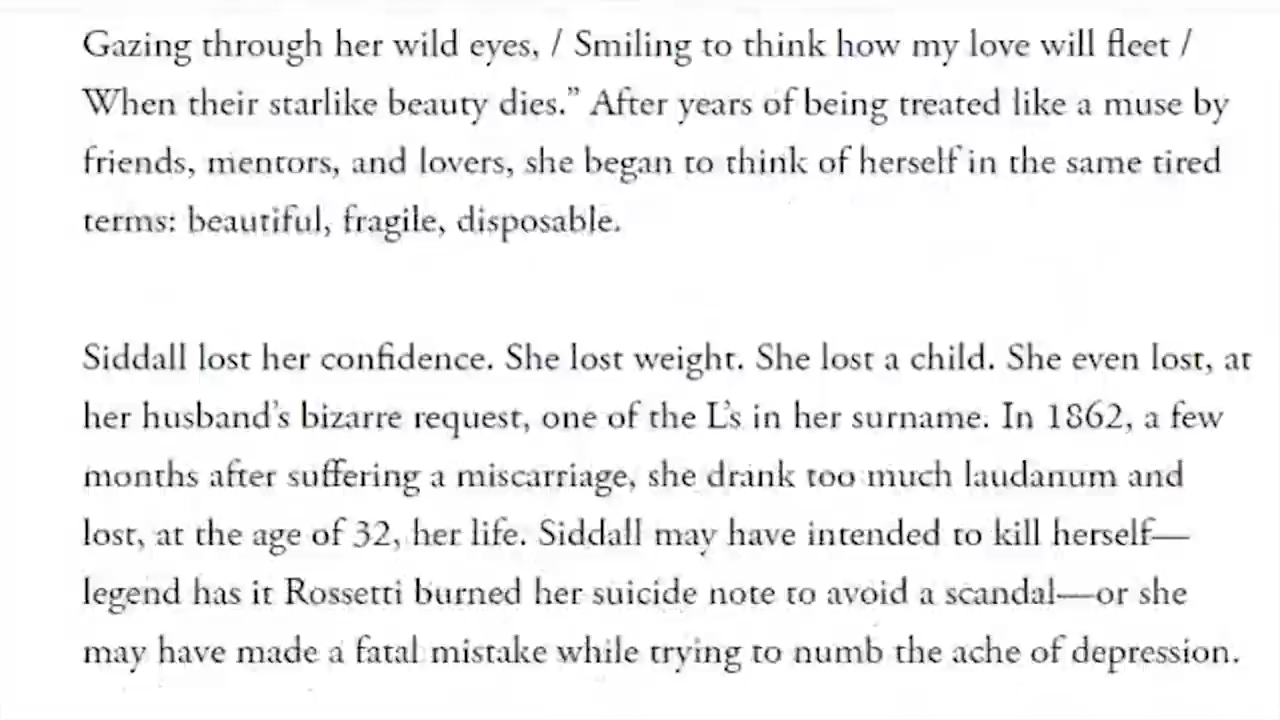 Gazing through her wild eyes, / Smiling to think how my love will fleet /
When their starlike beauty dies.” After years of being treated like a muse by
friends, mentors, and lovers, she began to think of herself in the same tired
terms: beautiful, fragile, disposable.
Siddall lost her confidence. She lost weight. She lost a child. She even lost, at
her husband’s bizarre request, one of the L’s in her surname. In 1862, a few
months after suffering a miscarriage, she drank too much laudanum and
lost, at the age of 32, her life. Siddall may have intended to kill herself—
legend has it Rossetti burned her suicide note to avoid a scandal—or she
may have made a fatal mistake while trying to numb the ache of depression.